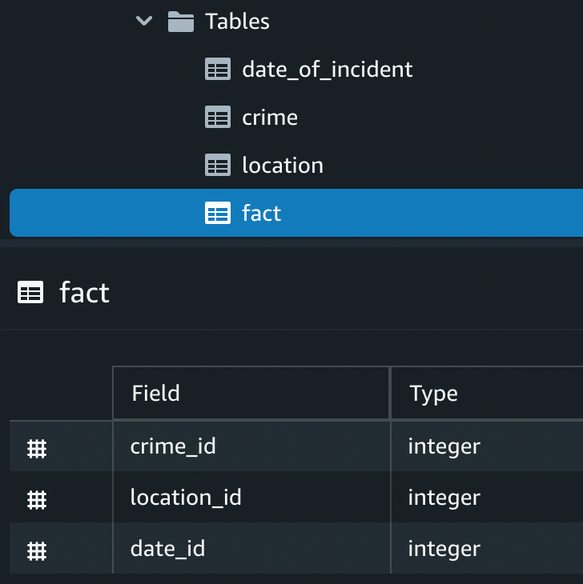 Tables
date_of_incident
crime
location
fact
fact
Field Type
crime_id integer
location_id integer
date_id integer